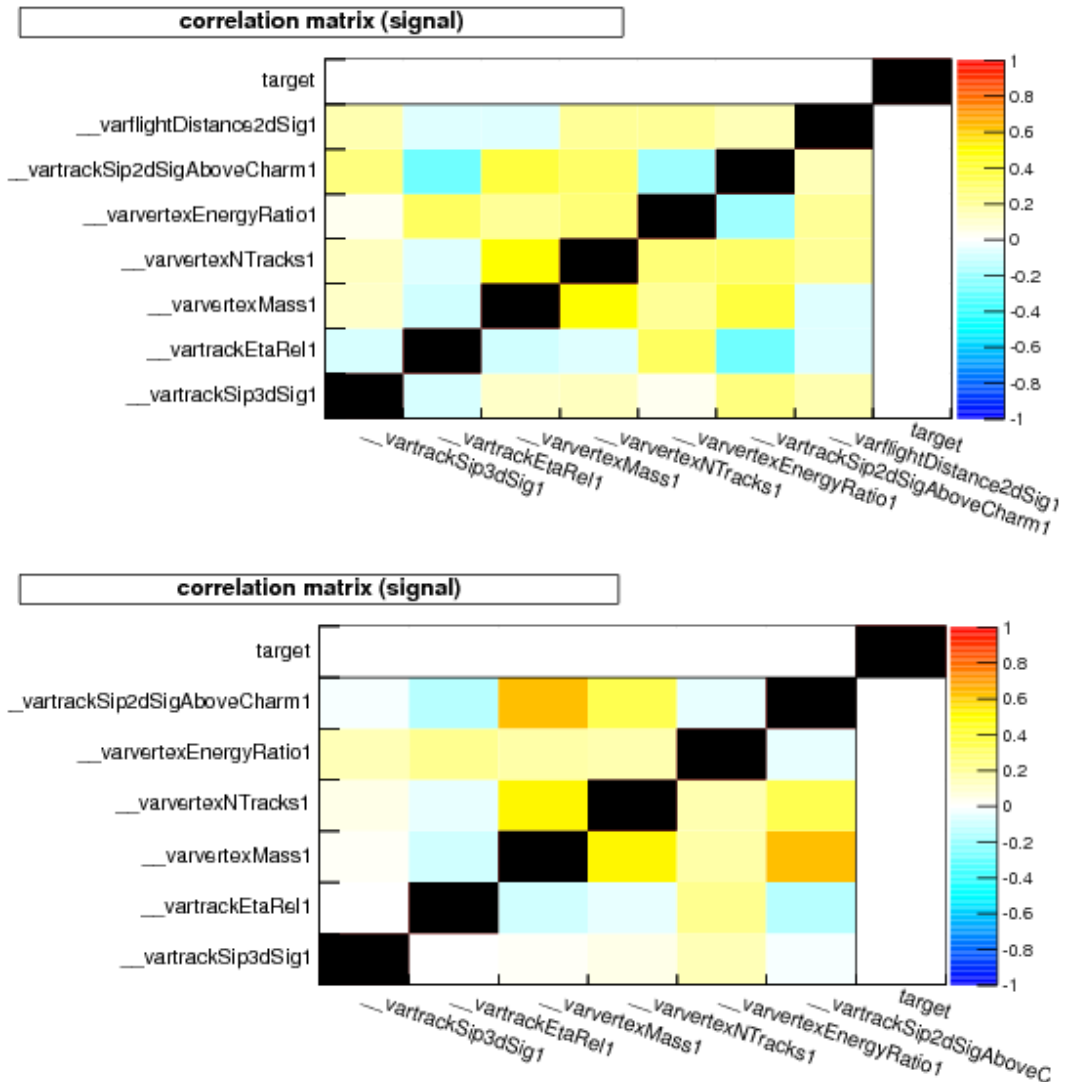 correlation matrix (signal)
target
__varflightDistance2dSig1
__vartrackSip2dSigAboveCharm1
__varvertexEnergyRatio1
__varvertexNTracks1
__varvertexMass1
__vartrackEtaRel1
__vartrackSip3dSig1
1
0.8
0.6
0.4
0.2
0
-0.2
-0.4
-0.6
-0.8
-1
__vartrackSip3dSig1
__vartrackEtaRel1
__varvertexMass1
__varvertexNTracks1
__varvertexEnergyRatio1
__vartrackSip2dSigAboveCharm1
__varflightDistance2dSig1
target
correlation matrix (signal)
target
_vartrackSip2dSigAboveCharm1
__varvertexEnergyRatio1
__varvertexNTracks1
__varvertexMass1
__vartrackEtaRel1
__vartrackSip3dSig1
1
0.8
0.6
0.4
0.2
0
-0.2
-0.4
-0.6
-0.8
-1
__vartrackSip3dSig1
__vartrackEtaRel1
__varvertexMass1
__varvertexNTracks1
__varvertexEnergyRatio1
__vartrackSip2dSigAboveC
target